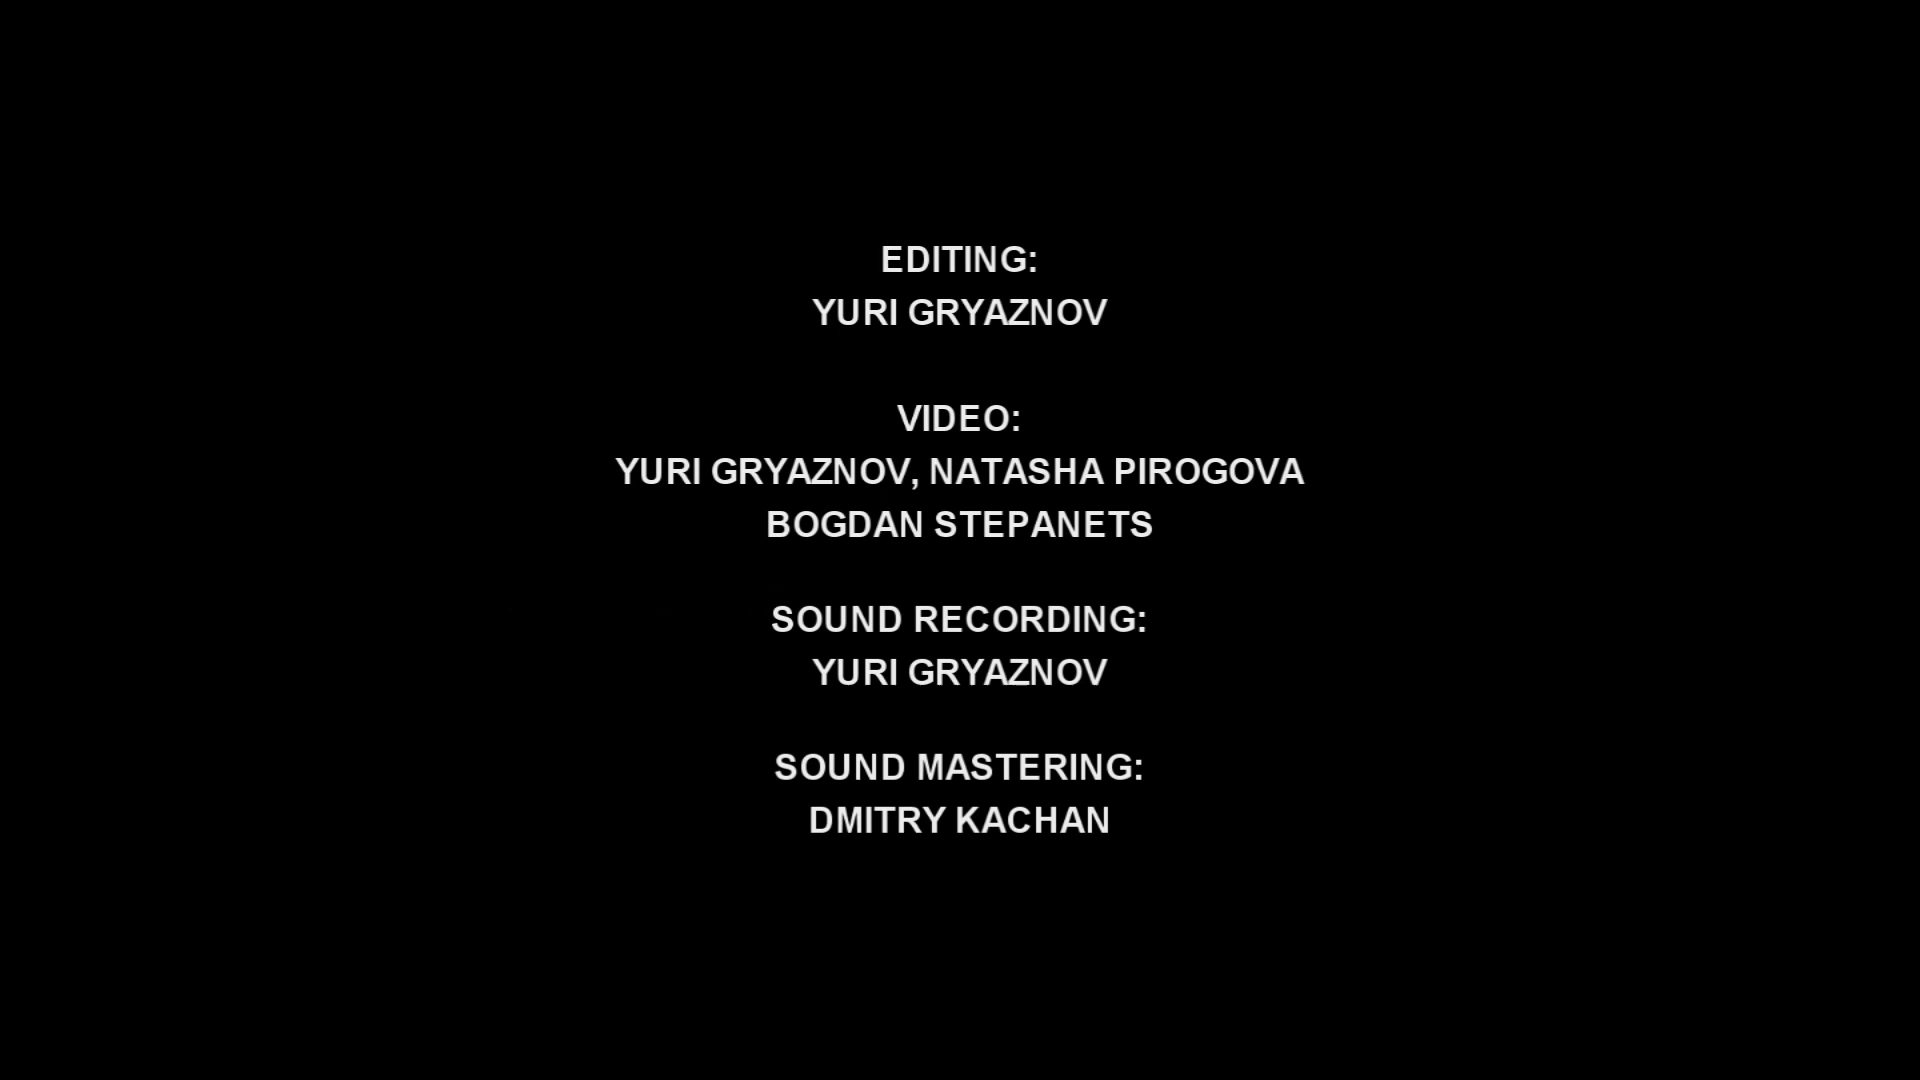 EDITING:
YURI GRYAZNOV
VIDEO:
YURI GRYAZNOV, NATASHA PIROGOVA
BOGDAN STEPANETS
SOUND RECORDING:
YURI GRYAZNOV
SOUND MASTERING:
DMITRY KACHAN